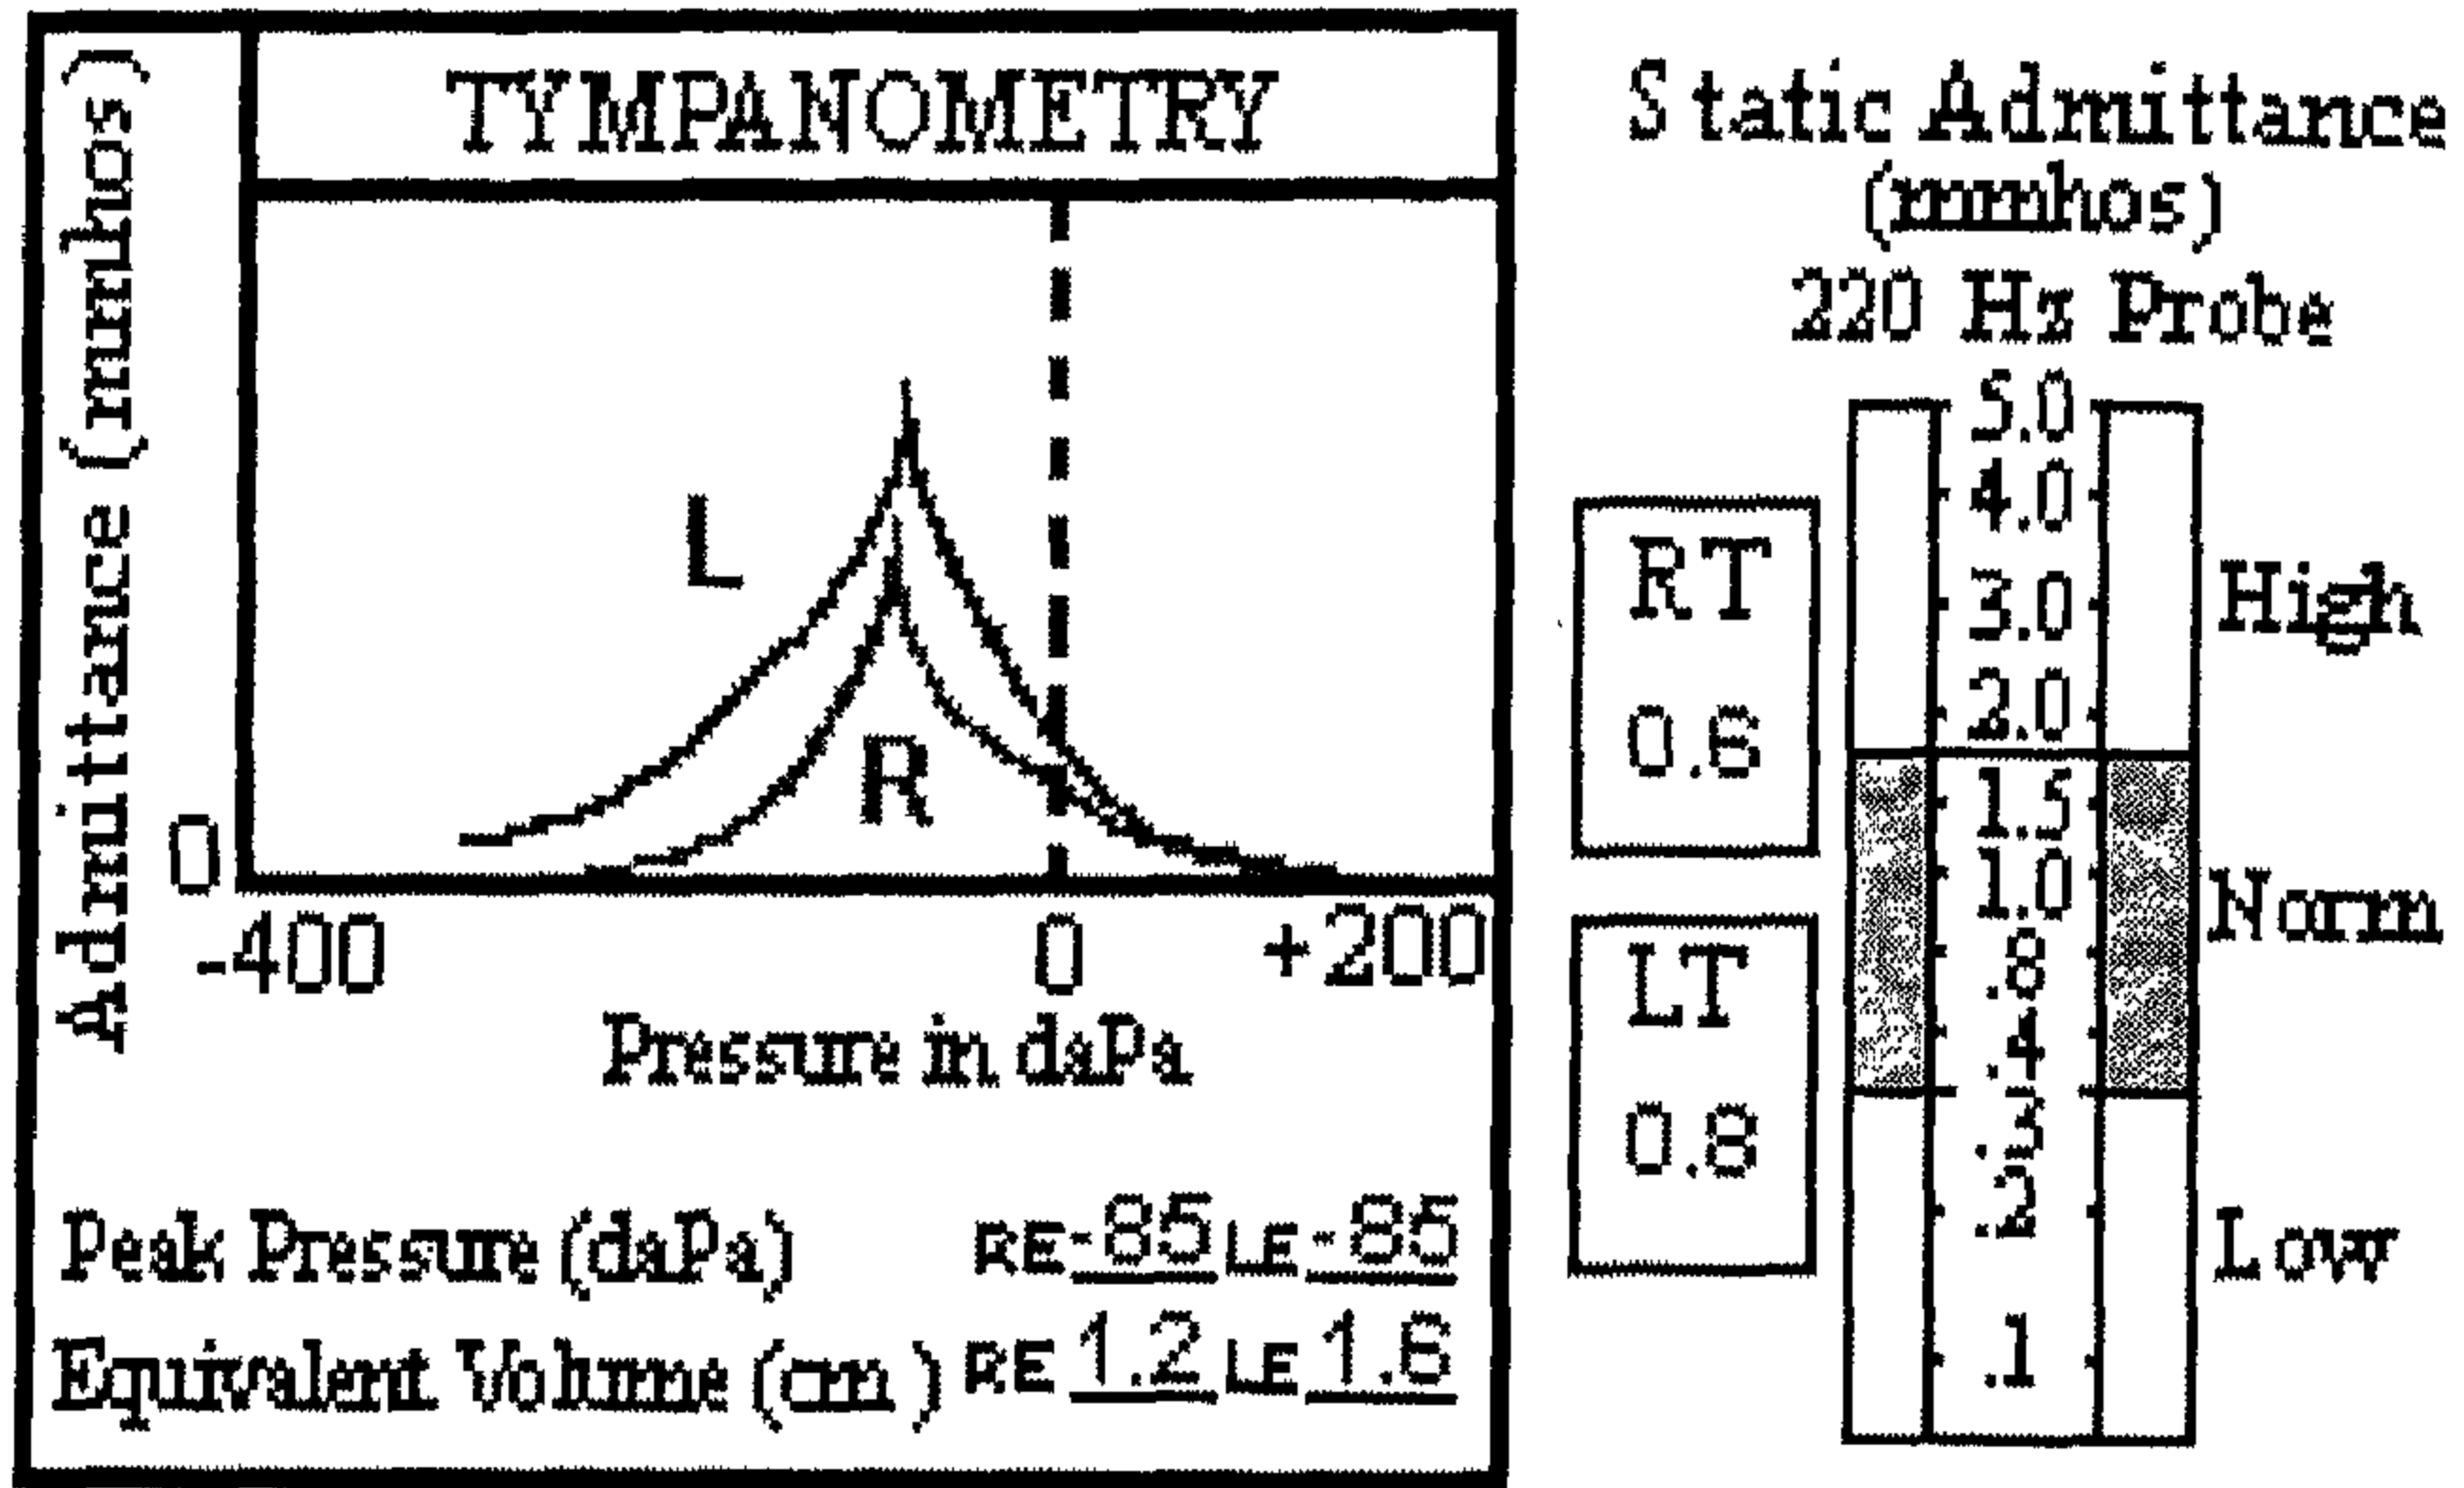 TYMPANOMETRY
Admittance (mmhos)
L
R
0
-400 0 +200
Pressure in daPa
Peak Pressure (daPa) RE -85 LE -85
Equivalent Volume (cm ) RE 1.2 LE 1.6
Static Admittance
(mmhos)
220 Hz Probe
RT
0.6
LT
0.8
5.0
4.0
3.0
2.0
1.5
1.0
.8
.4
.3
.2
.1
High
Norm
Low